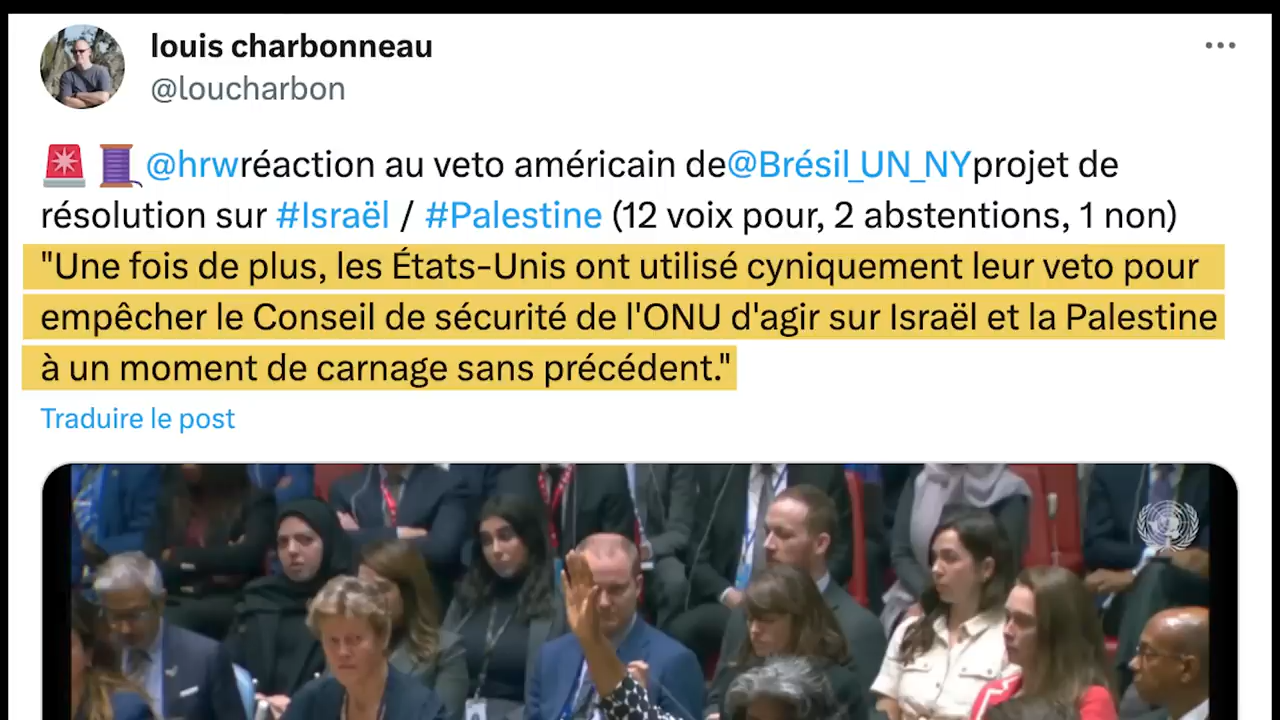 louis charbonneau
@loucharbon
@hrwréaction au veto américain de@Brésil_UN_NYprojet de
résolution sur #Israël / #Palestine (12 voix pour, 2 abstentions, 1 non)
"Une fois de plus, les États-Unis ont utilisé cyniquement leur veto pour
empêcher le Conseil de sécurité de l'ONU d'agir sur Israël et la Palestine
à un moment de carnage sans précédent."
Traduire le post